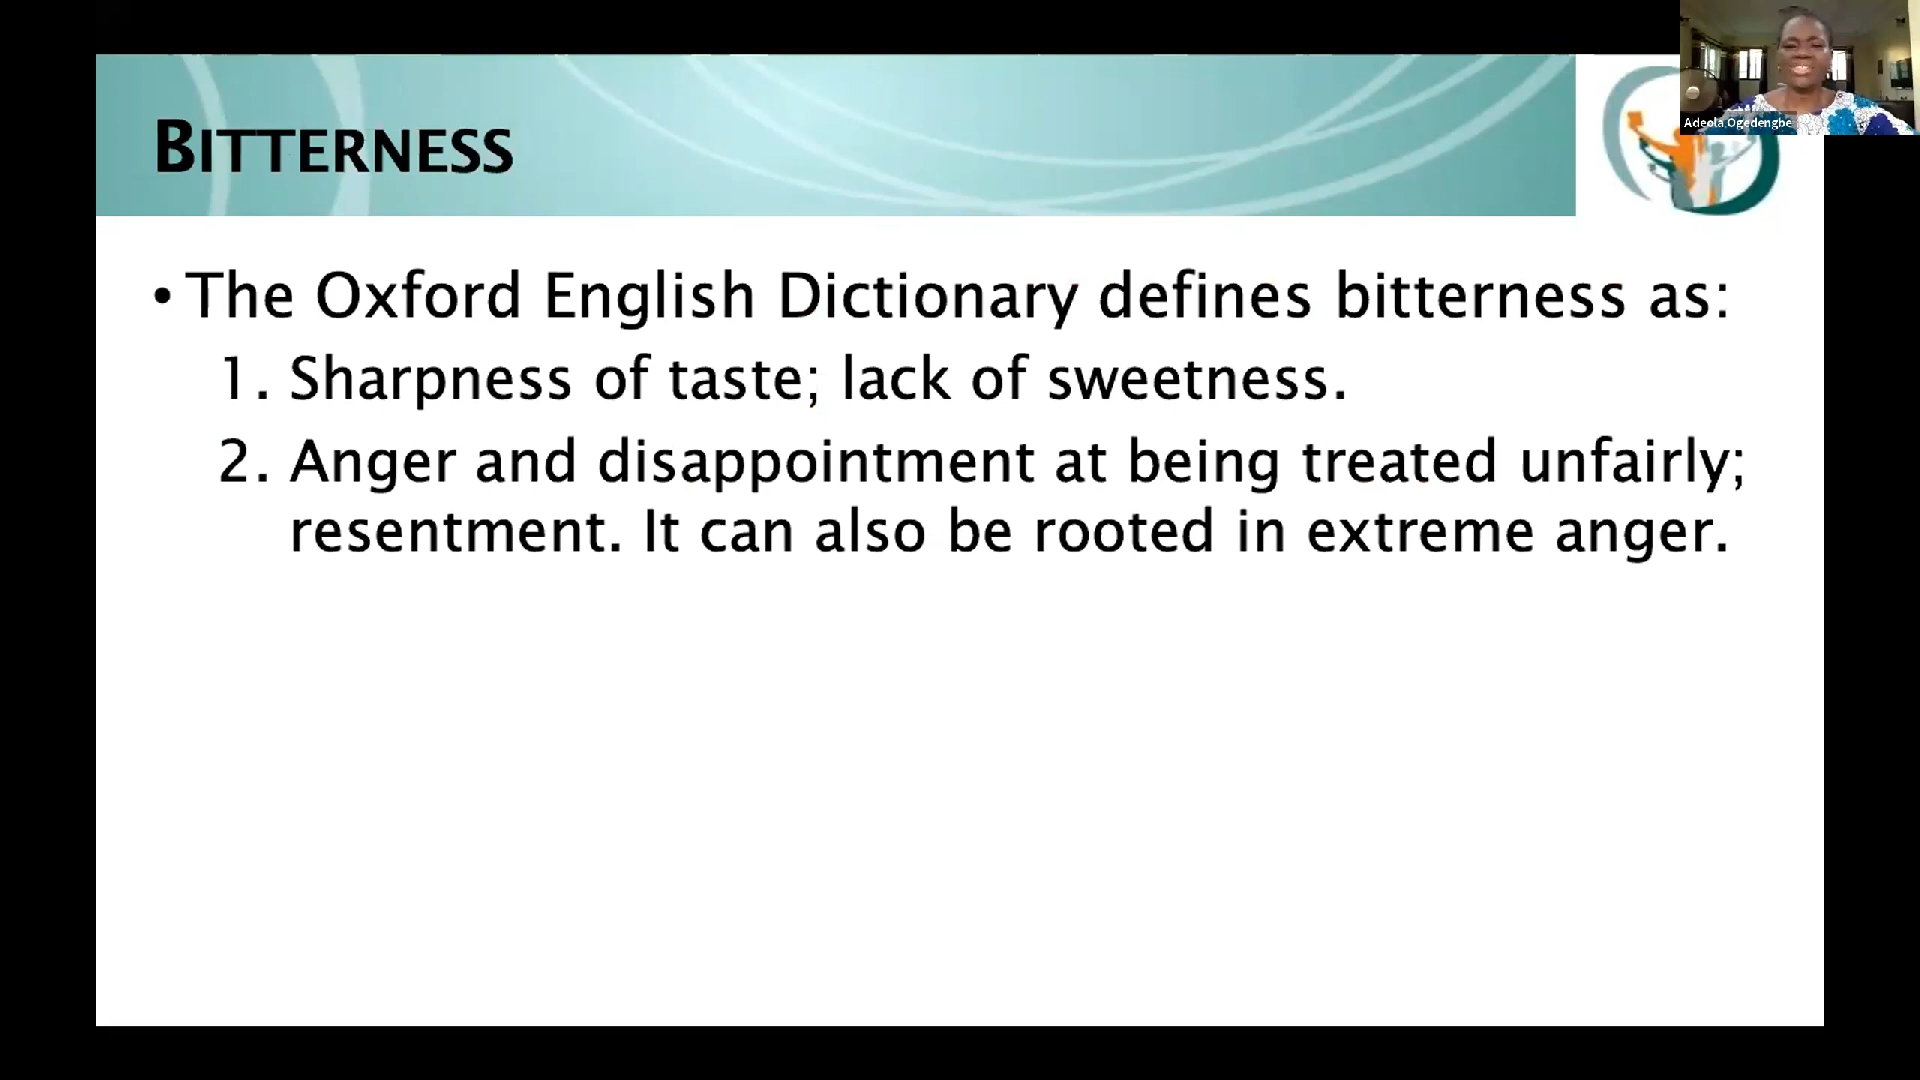 BITTERNESS
Adeola Ogedengbe
• The Oxford English Dictionary defines bitterness as:
1. Sharpness of taste; lack of sweetness.
2. Anger and disappointment at being treated unfairly;
resentment. It can also be rooted in extreme anger.